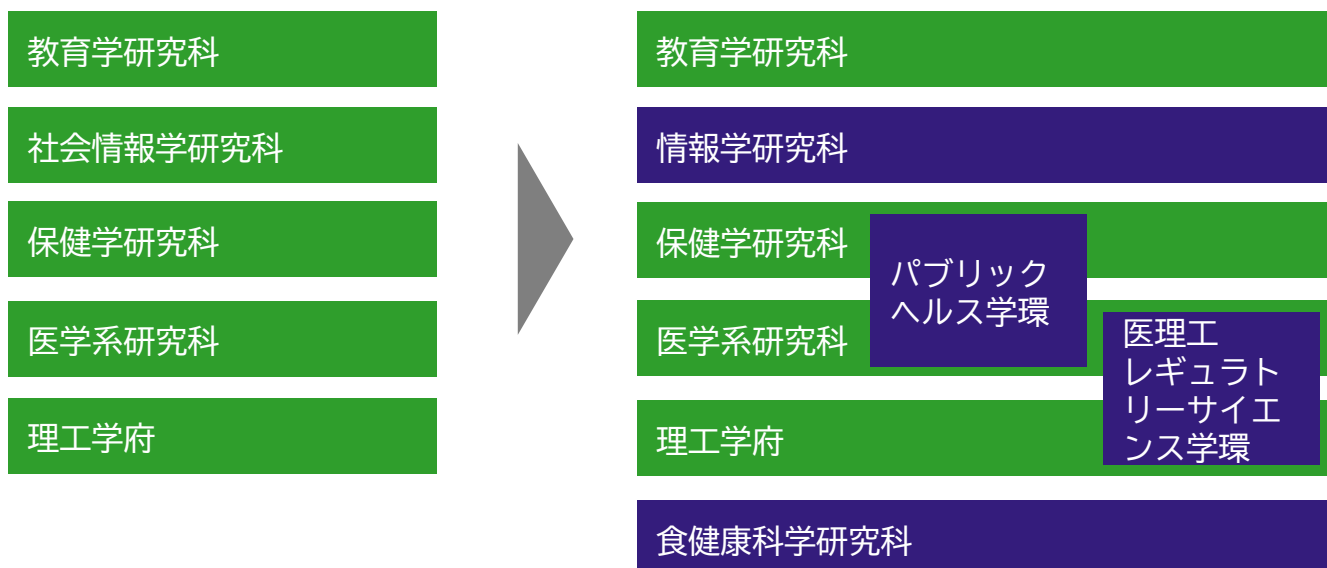 教育学研究科
社会情報学研究科
保健学研究科
医学系研究科
理工学府
教育学研究科
情報学研究科
保健学研究科
パブリック
ヘルス学環
医学系研究科
医理工
レギュラト
リーサイエ
ンス学環
理工学府
食健康科学研究科